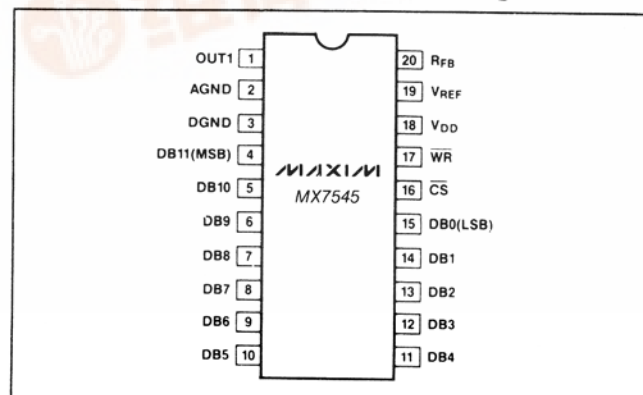 OUT1 1
AGND 2
DGND 3
DB11(MSB) 4
DB10 5
DB9 6
DB8 7
DB7 8
DB6 9
DB5 10
MAXIM
MX7545
20 RFB
19 VREF
18 VDD
17 W̅R̅
16 C̅S̅
15 DB0(LSB)
14 DB1
13 DB2
12 DB3
11 DB4